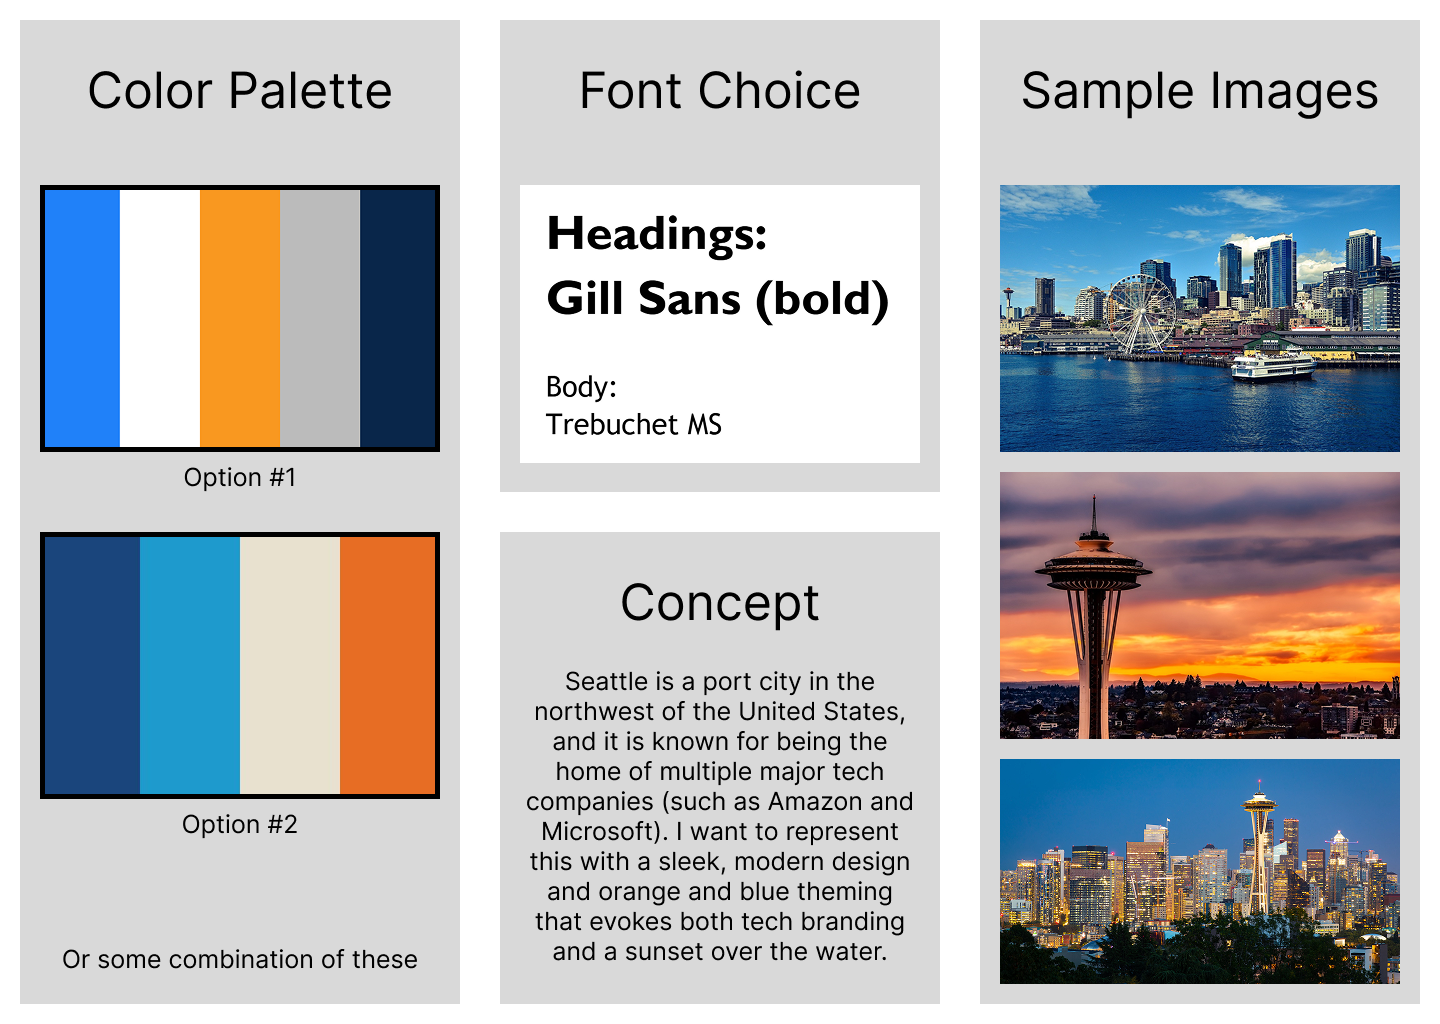 Color Palette
Option #1
Option #2
Or some combination of these
Font Choice
Headings:
Gill Sans (bold)
Body:
Trebuchet MS
Concept
Seattle is a port city in the
northwest of the United States,
and it is known for being the
home of multiple major tech
companies (such as Amazon and
Microsoft). I want to represent
this with a sleek, modern design
and orange and blue theming
that evokes both tech branding
and a sunset over the water.
Sample Images